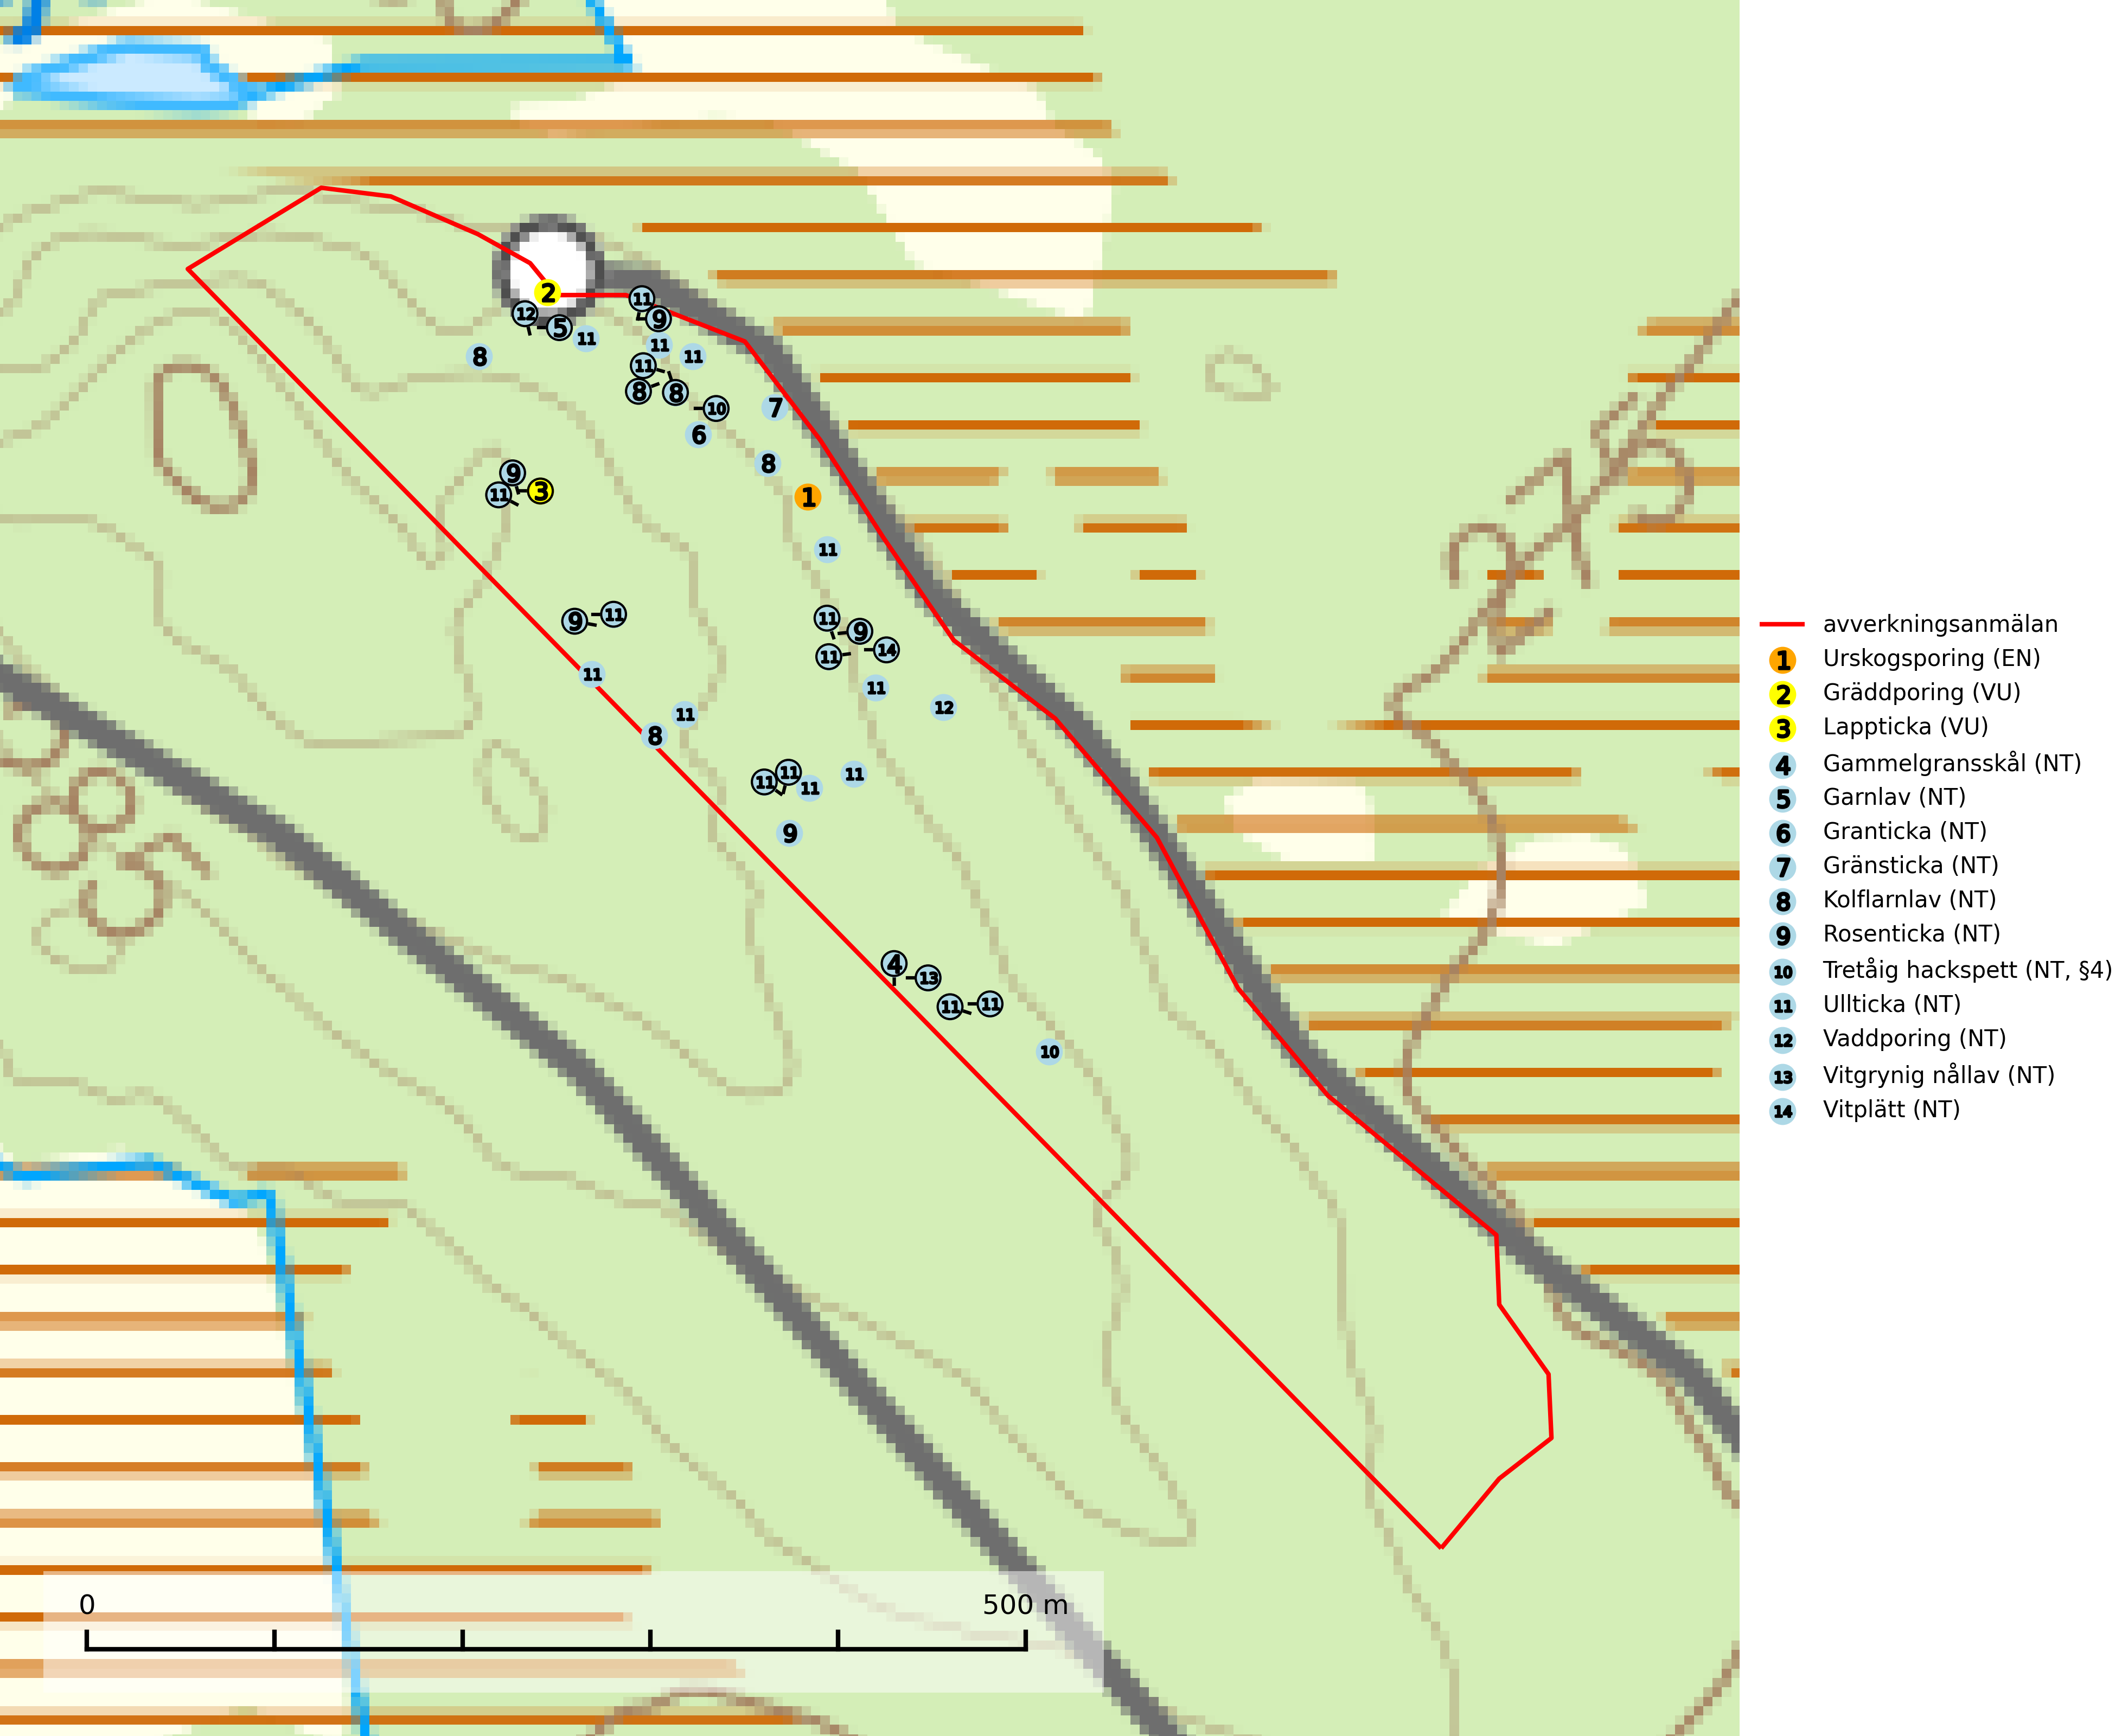 2
11
12
9
5
11
11
8
11
11
8
8
10
7
6
8
9
11
3
1
11
9
11
11
9
11
14
11
11
12
11
8
11
11
11
11
9
4
13
11
11
10
0
500 m
avverkningsanmälan
1 Urskogsporing (EN)
2 Gräddporing (VU)
3 Lappticka (VU)
4 Gammelgransskål (NT)
5 Garnlav (NT)
6 Granticka (NT)
7 Gränsticka (NT)
8 Kolflarnlav (NT)
9 Rosenticka (NT)
10 Tretåig hackspett (NT, §4)
11 Ullticka (NT)
12 Vaddporing (NT)
13 Vitgrynig nållav (NT)
14 Vitplätt (NT)